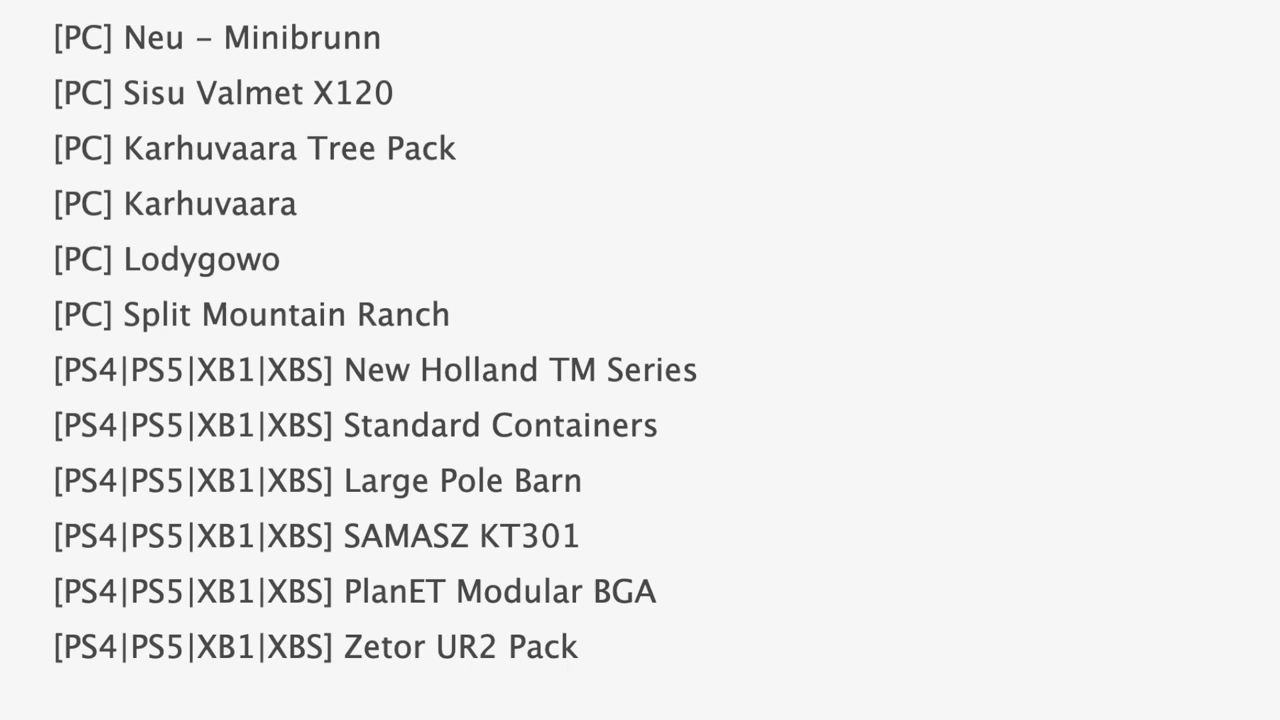 [PC] Neu – Minibrunn
[PC] Sisu Valmet X120
[PC] Karhuvaara Tree Pack
[PC] Karhuvaara
[PC] Lodygowo
[PC] Split Mountain Ranch
[PS4|PS5|XB1|XBS] New Holland TM Series
[PS4|PS5|XB1|XBS] Standard Containers
[PS4|PS5|XB1|XBS] Large Pole Barn
[PS4|PS5|XB1|XBS] SAMASZ KT301
[PS4|PS5|XB1|XBS] PlanET Modular BGA
[PS4|PS5|XB1|XBS] Zetor UR2 Pack